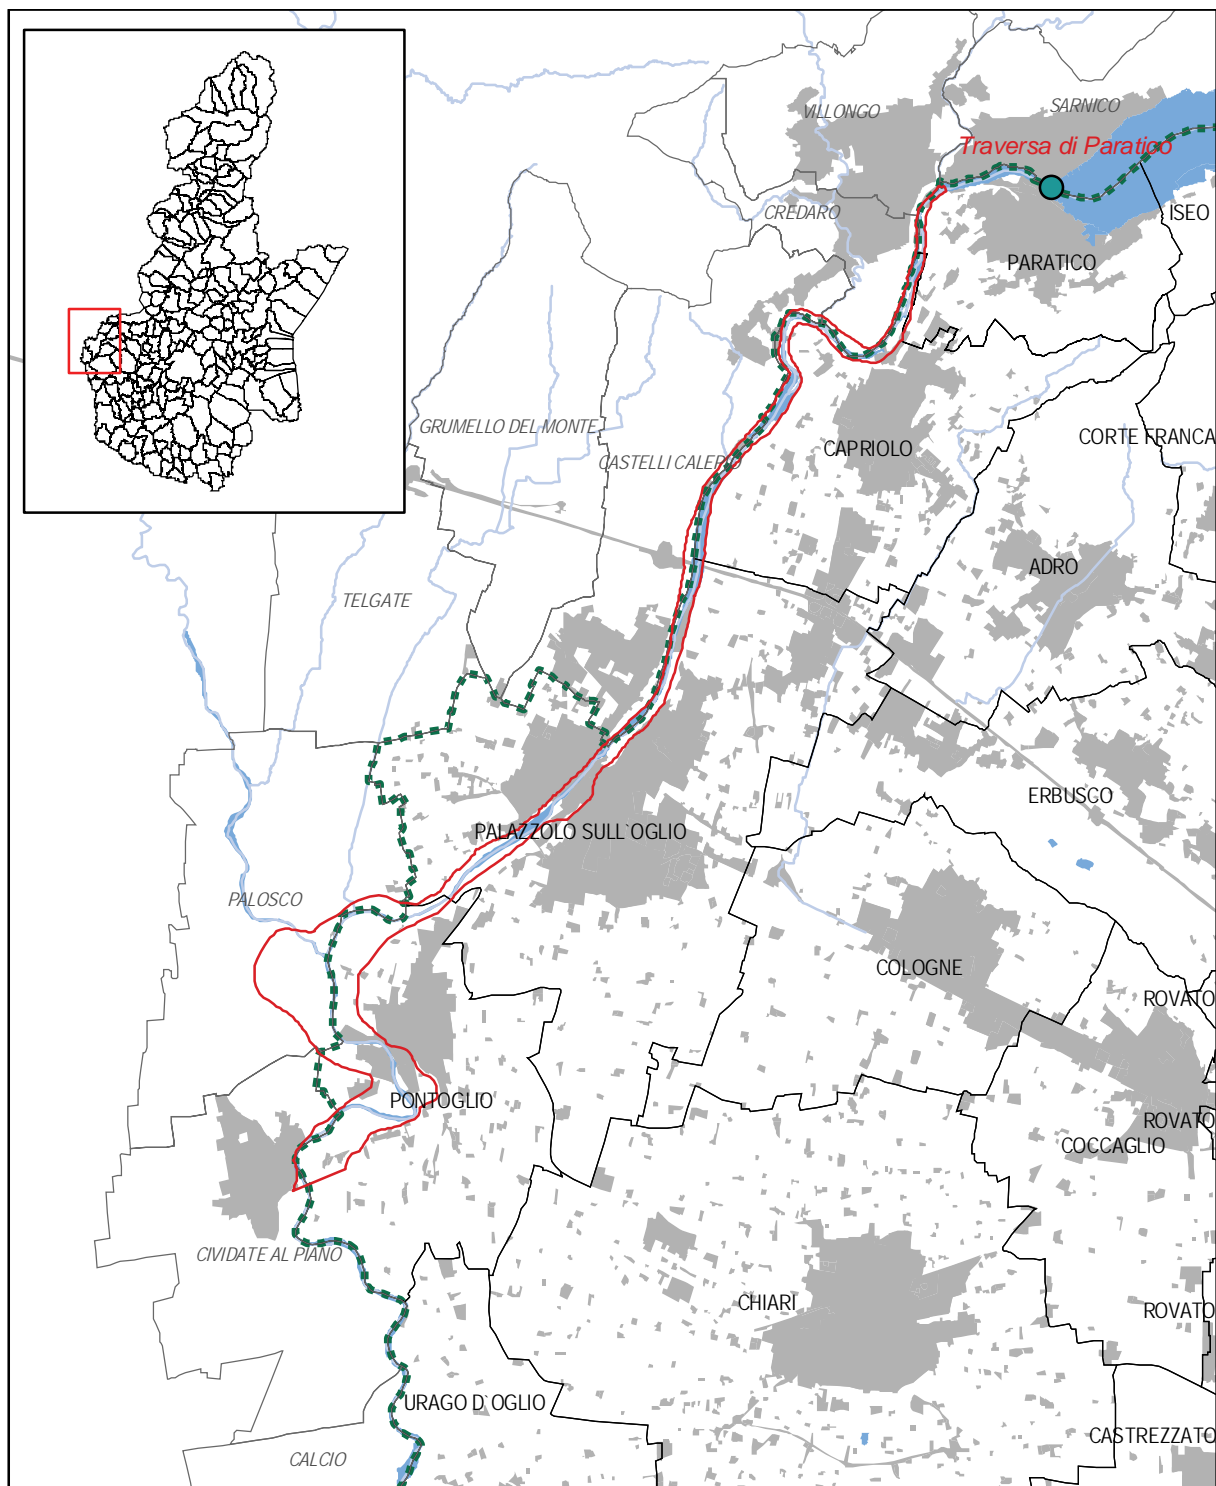 SARNICO
VILLONGO
Traversa di Paratico
CREDARO
ISEO
PARATICO
GRUMELLO DEL MONTE
CORTE FRANCA
CAPRIOLO
CASTELLI CALEPIO
ADRO
TELGATE
ERBUSCO
PALAZZOLO SULL`OGLIO
PALOSCO
COLOGNE
ROVATO
PONTOGLIO
ROVATO
COCCAGLIO
CIVIDATE AL PIANO
CHIARI
ROVATO
URAGO D`OGLIO
CASTREZZATO
CALCIO